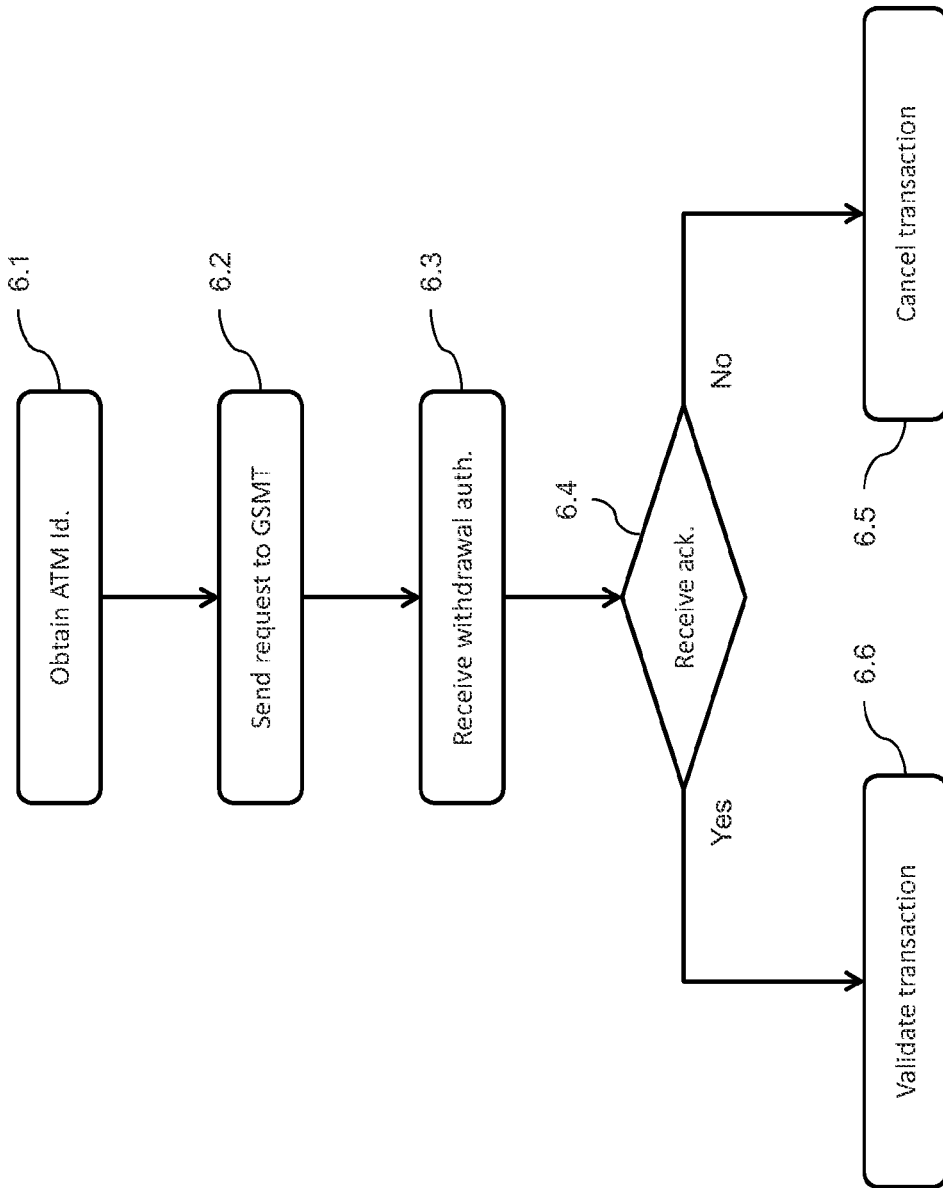 Obtain ATM Id.
6.1
Send request to GSMT
6.2
Receive withdrawal auth.
6.3
Receive ack.
6.4
Yes
No
Validate transaction
6.6
Cancel transaction
6.5